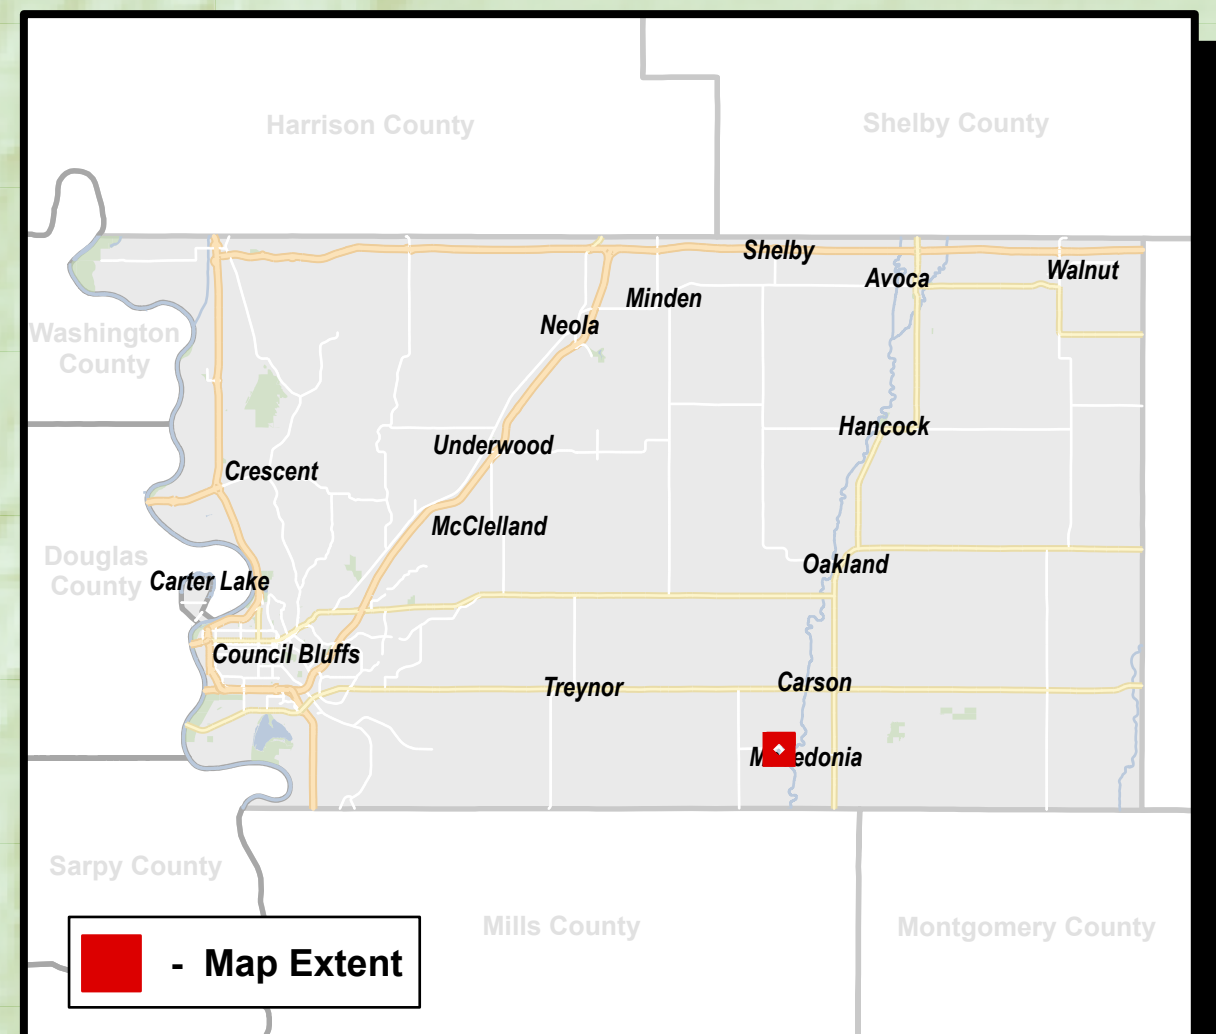 Harrison County
Shelby County
Shelby
Walnut
Avoca
Minden
Neola
Washington
County
Hancock
Underwood
Crescent
McClelland
Douglas
County
Oakland
Carter Lake
Council Bluffs
Treynor
Carson
M edonia
Sarpy County
Mills County
Montgomery County
- Map Extent